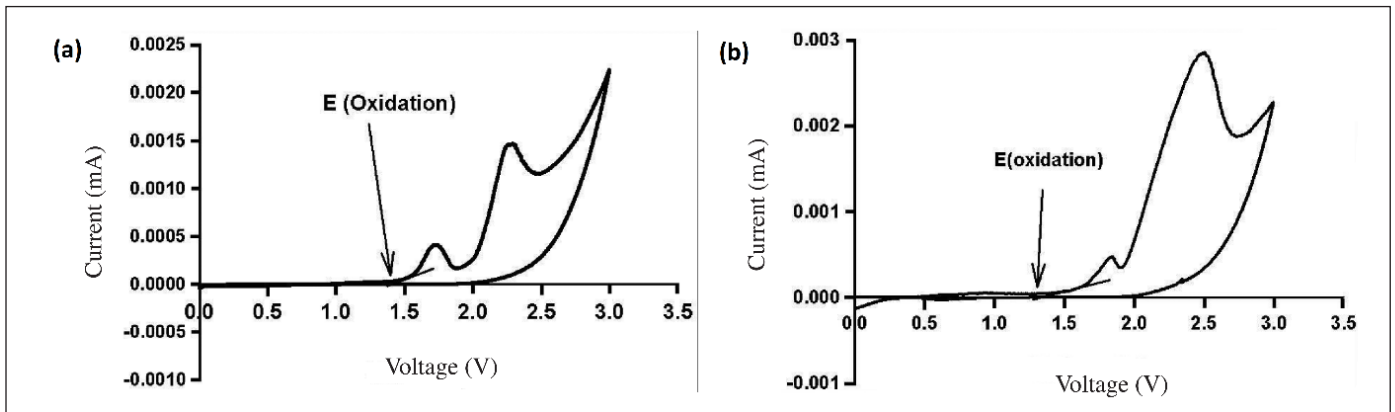 (a)
0.0025
0.0020
0.0015
0.0010
0.0005
0.0000
-0.0005
-0.0010
Current (mA)
E (Oxidation)
0.0 0.5 1.0 1.5 2.0 2.5 3.0 3.5
Voltage (V)
(b)
0.003
0.002
0.001
0.000
-0.001
Current (mA)
E(oxidation)
0.0 0.5 1.0 1.5 2.0 2.5 3.0 3.5
Voltage (V)